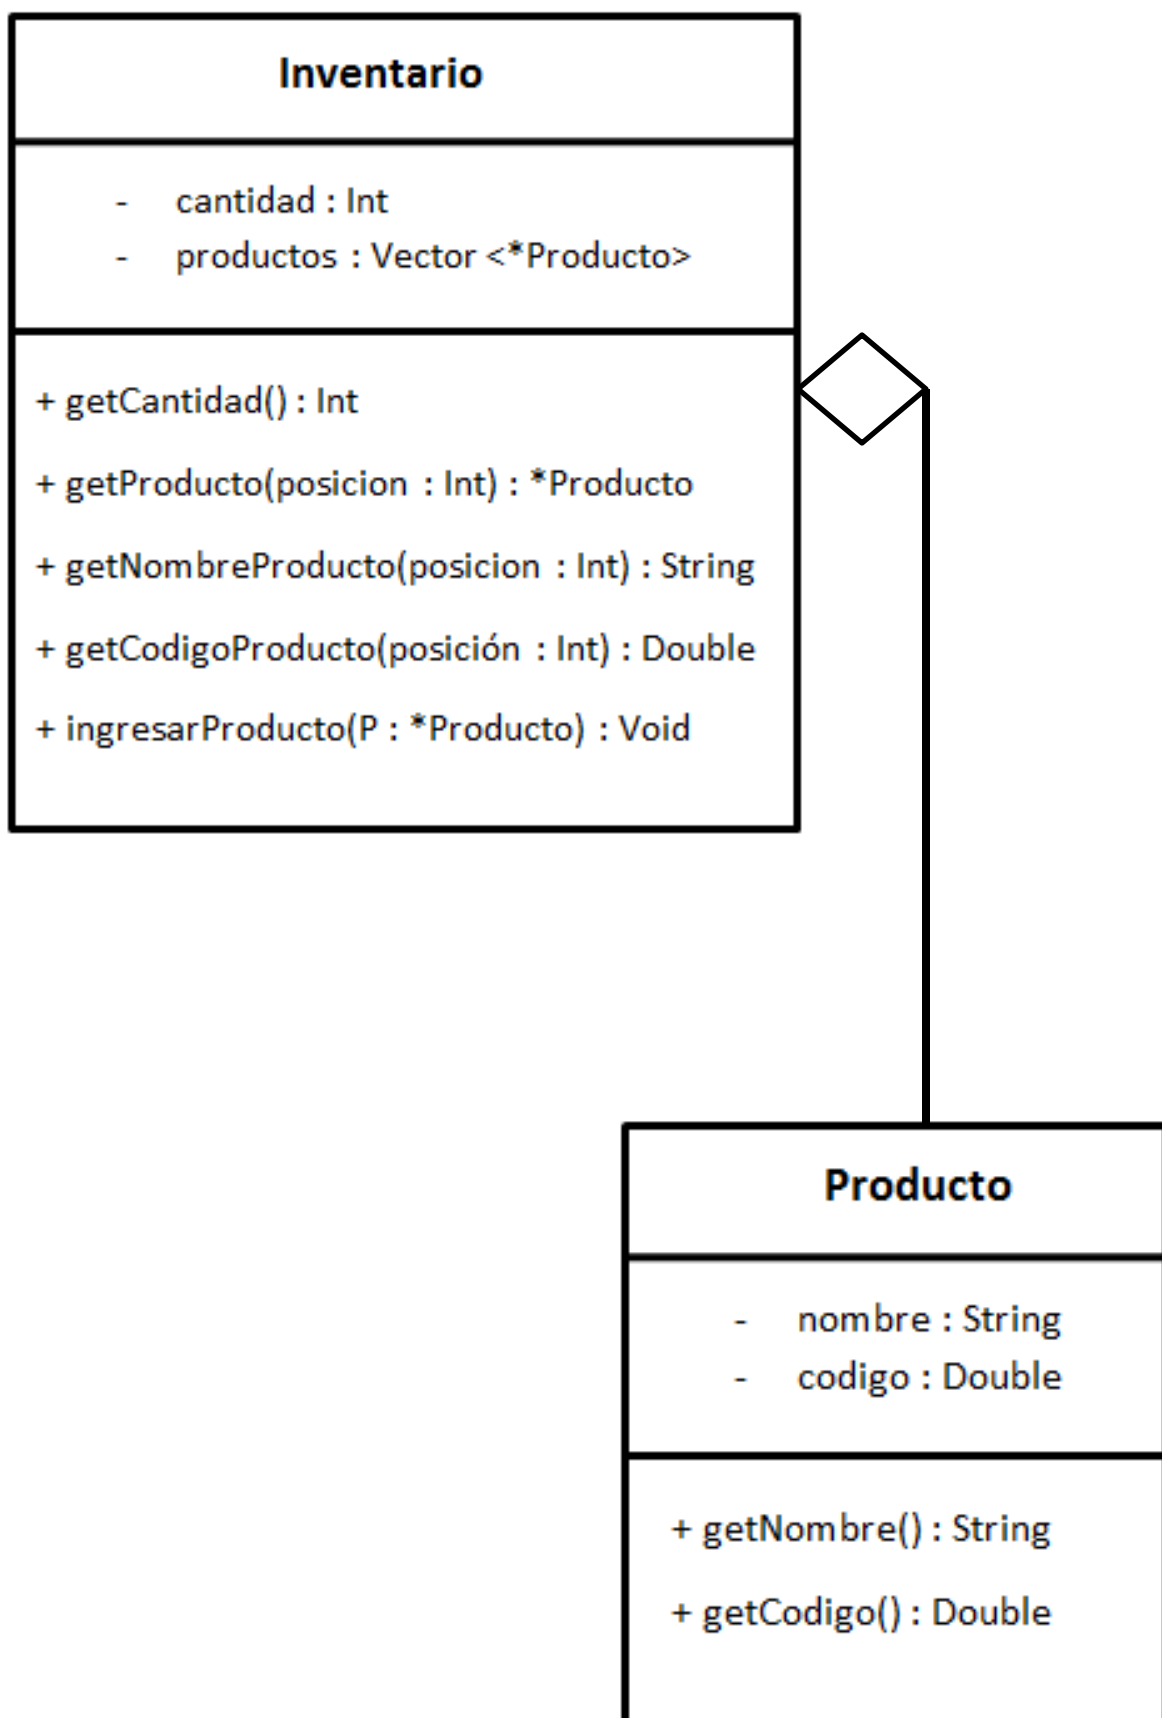 Inventario
- cantidad : Int
- productos : Vector <*Producto>
+ getCantidad() : Int
+ getProducto(posicion : Int) : *Producto
+ getNombreProducto(posicion : Int) : String
+ getCodigoProducto(posición : Int) : Double
+ ingresarProducto(P : *Producto) : Void
Producto
- nombre : String
- codigo : Double
+ getNombre() : String
+ getCodigo() : Double